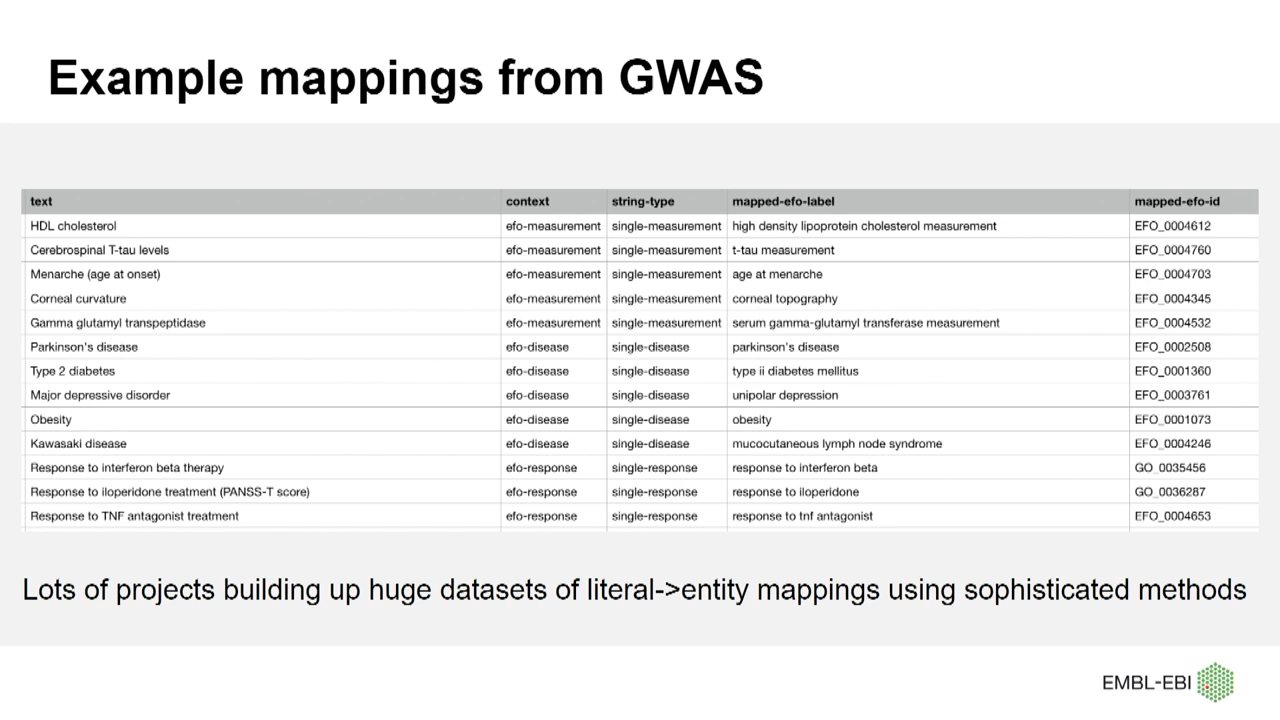 Example mappings from GWAS
text context string-type mapped-efo-label mapped-efo-id
HDL cholesterol efo-measurement single-measurement high density lipoprotein cholesterol measurement EFO_0004612
Cerebrospinal T-tau levels efo-measurement single-measurement t-tau measurement EFO_0004760
Menarche (age at onset) efo-measurement single-measurement age at menarche EFO_0004703
Corneal curvature efo-measurement single-measurement corneal topography EFO_0004345
Gamma glutamyl transpeptidase efo-measurement single-measurement serum gamma-glutamyl transferase measurement EFO_0004532
Parkinson's disease efo-disease single-disease parkinson's disease EFO_0002508
Type 2 diabetes efo-disease single-disease type ii diabetes mellitus EFO_0001360
Major depressive disorder efo-disease single-disease unipolar depression EFO_0003761
Obesity efo-disease single-disease obesity EFO_0001073
Kawasaki disease efo-disease single-disease mucocutaneous lymph node syndrome EFO_0004246
Response to interferon beta therapy efo-response single-response response to interferon beta GO_0035456
Response to iloperidone treatment (PANSS-T score) efo-response single-response response to iloperidone GO_0036287
Response to TNF antagonist treatment efo-response single-response response to tnf antagonist EFO_0004653
Lots of projects building up huge datasets of literal->entity mappings using sophisticated methods
EMBL-EBI